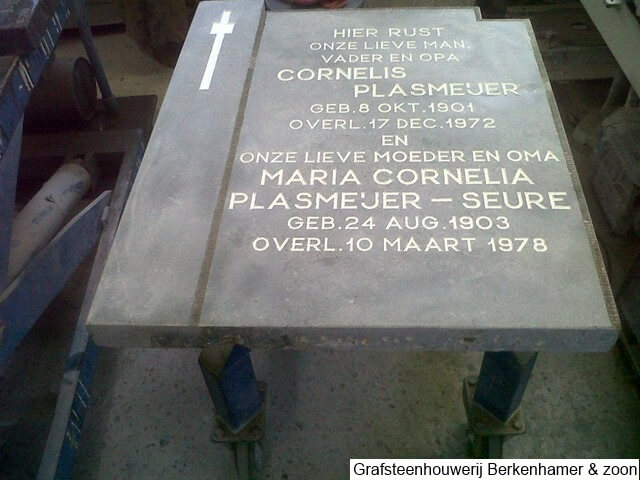 HIER RUST
ONZE LIEVE MAN,
VADER EN OPA
CORNELIS
PLASMEIJER
GEB. 8 OKT. 1901
OVERL. 17 DEC. 1972
EN
ONZE LIEVE MOEDER EN OMA
MARIA CORNELIA
PLASMEIJER – SEURE
GEB. 24 AUG. 1903
OVERL. 10 MAART 1978
Grafsteenhouwerij Berkenhamer & zoon